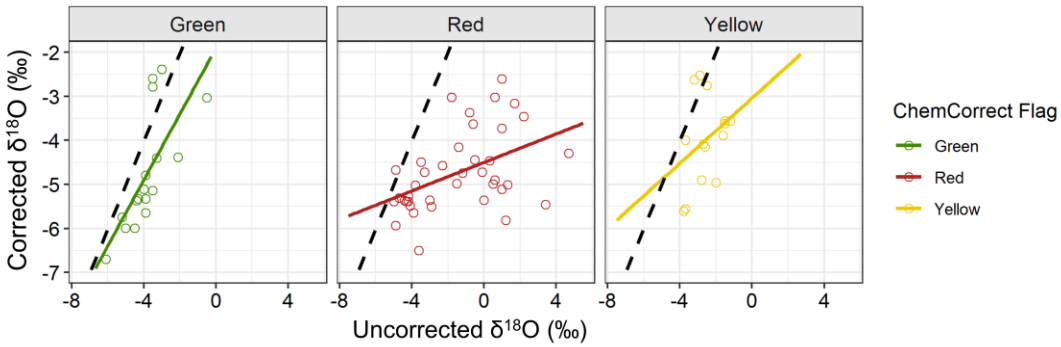 Green Red Yellow
Corrected δ¹⁸O (‰)
-2
-3
-4
-5
-6
-7
-8 -4 0 4 -8 -4 0 4 -8 -4 0 4
Uncorrected δ¹⁸O (‰)
ChemCorrect Flag
Green
Red
Yellow